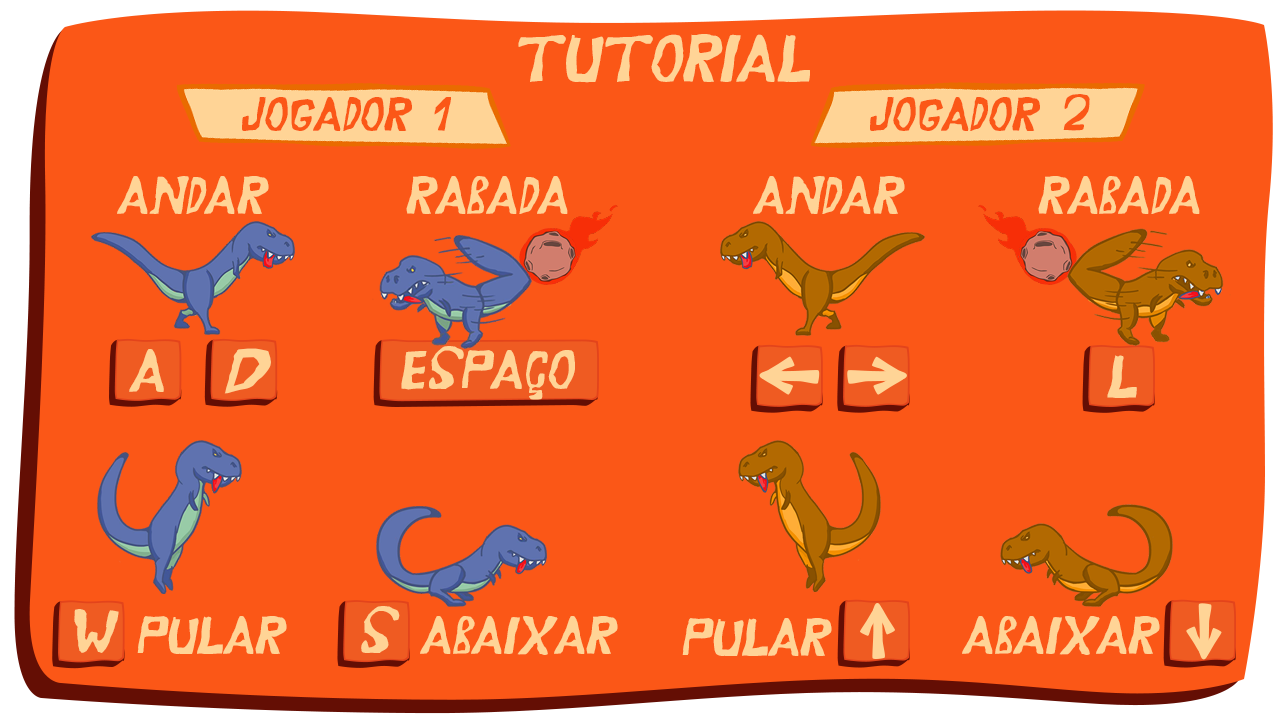 TUTORIAL
JOGADOR 1
JOGADOR 2
ANDAR
RABADA
ANDAR
RABADA
A D
ESPAÇO
← →
L
W PULAR
S ABAIXAR
PULAR ↑
ABAIXAR ↓